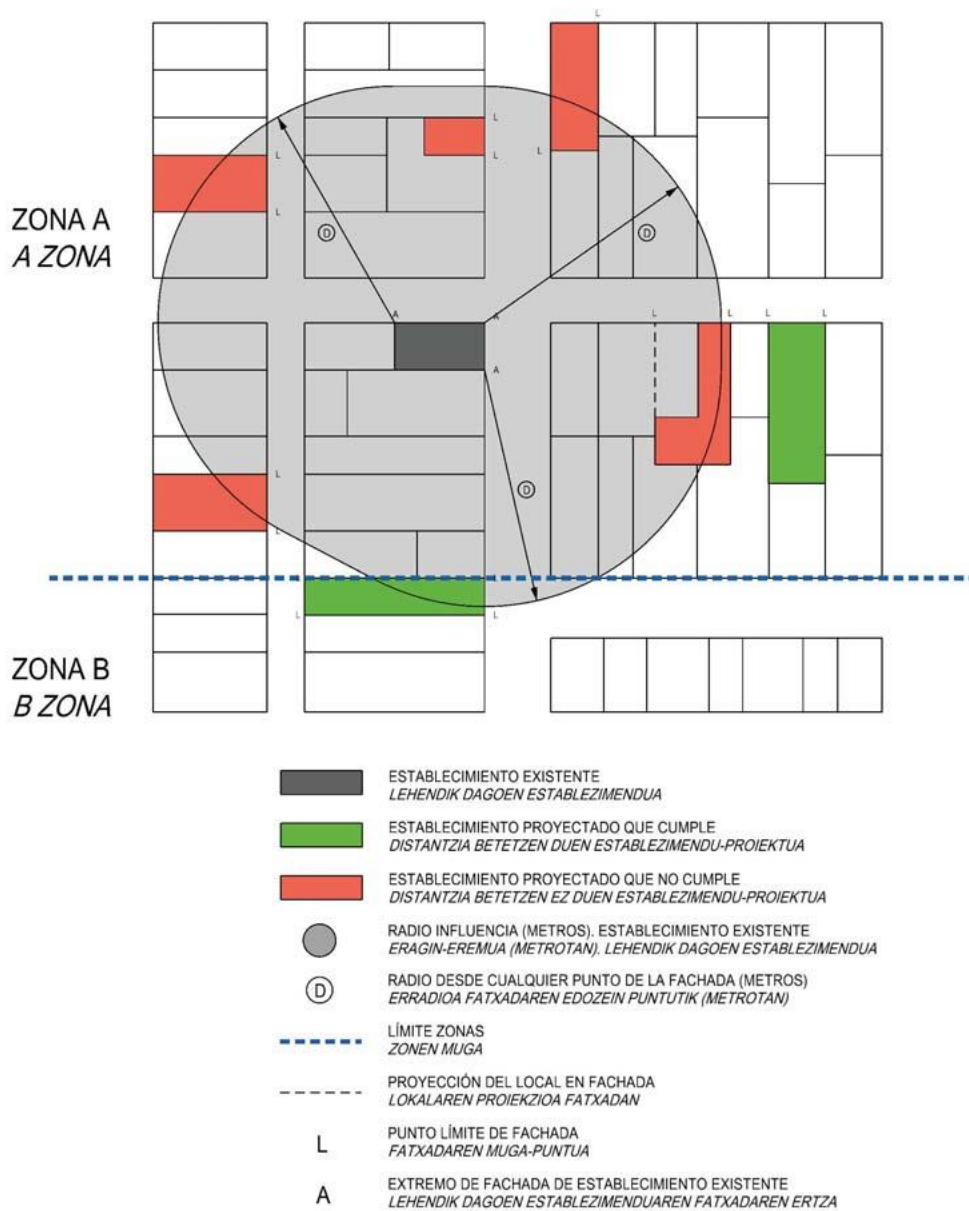 L
L
L
L
L
L
L
ZONA A
A ZONA
D
D
A
A
L
L
L
L
A
L
D
L
L
L
ZONA B
B ZONA
ESTABLECIMIENTO EXISTENTE
LEHENDIK DAGOEN ESTABLEZIMENDUA
ESTABLECIMIENTO PROYECTADO QUE CUMPLE
DISTANTZIA BETETZEN DUEN ESTABLEZIMENDU-PROIEKTUA
ESTABLECIMIENTO PROYECTADO QUE NO CUMPLE
DISTANTZIA BETETZEN EZ DUEN ESTABLEZIMENDU-PROIEKTUA
RADIO INFLUENCIA (METROS). ESTABLECIMIENTO EXISTENTE
ERAGIN-EREMUA (METROTAN). LEHENDIK DAGOEN ESTABLEZIMENDUA
D
RADIO DESDE CUALQUIER PUNTO DE LA FACHADA (METROS)
ERRADIOA FATXADAREN EDOZEIN PUNTUTIK (METROTAN)
LÍMITE ZONAS
ZONEN MUGA
PROYECCIÓN DEL LOCAL EN FACHADA
LOKALAREN PROIEKZIOA FATXADAN
L
PUNTO LÍMITE DE FACHADA
FATXADAREN MUGA-PUNTUA
A
EXTREMO DE FACHADA DE ESTABLECIMIENTO EXISTENTE
LEHENDIK DAGOEN ESTABLEZIMENDUAREN FATXADAREN ERTZA